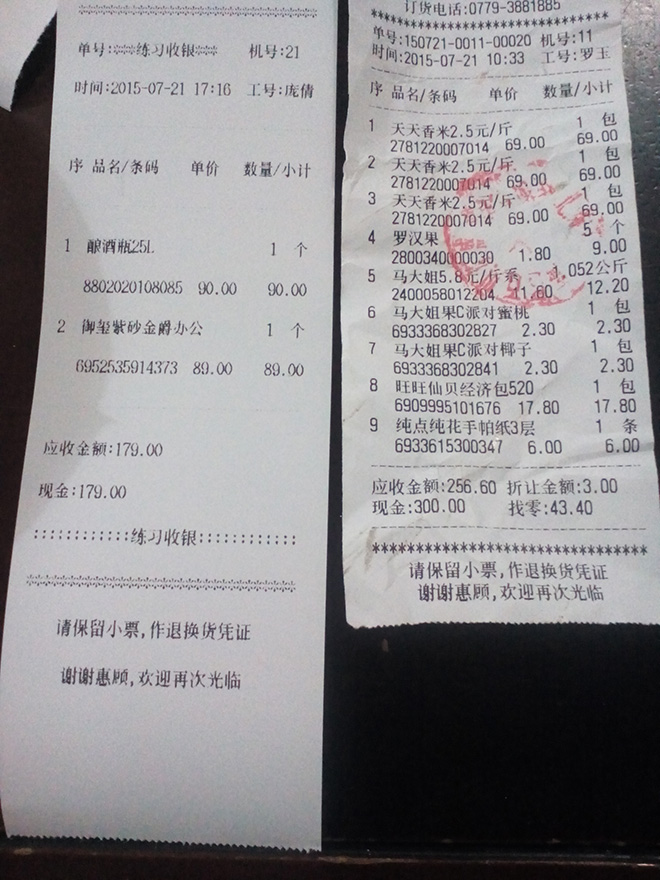 单号:※※※练习收银※※※ 机号:21
时间:2015-07-21 17:16 工号:庞倩
序 品名/条码 单价 数量/小计
1 酿酒瓶25L 1 个
8802020108085 90.00 90.00
2 御玺紫砂金爵办公 1 个
6952535914373 89.00 89.00
应收金额:179.00
现金:179.00
::::::::::::练习收银::::::::::::
请保留小票,作退换货凭证
谢谢惠顾,欢迎再次光临
订货电话:0779-3881885
*******************************
单号:150721-0011-00020 机号:11
时间:2015-07-21 10:33 工号:罗玉
序 品名/条码 单价 数量/小计
1 天天香米2.5元/斤 1 包
2781220007014 69.00 69.00
2 天天香米2.5元/斤 1 包
2781220007014 69.00 69.00
3 天天香米2.5元/斤 1 包
2781220007014 69.00 69.00
4 罗汉果 5 个
2800340000030 1.80 9.00
5 马大姐5.8元/斤系 1.052公斤
2400058012204 11.60 12.20
6 马大姐果C派对蜜桃 1 包
6933368302827 2.30 2.30
7 马大姐果C派对椰子 1 包
6933368302841 2.30 2.30
8 旺旺仙贝经济包520 1 包
6909995101676 17.80 17.80
9 纯点纯花手帕纸3层 1 条
6933615300347 6.00 6.00
应收金额:256.60 折让金额:3.00
现金:300.00 找零:43.40
*******************************
请保留小票,作退换货凭证
谢谢惠顾,欢迎再次光临